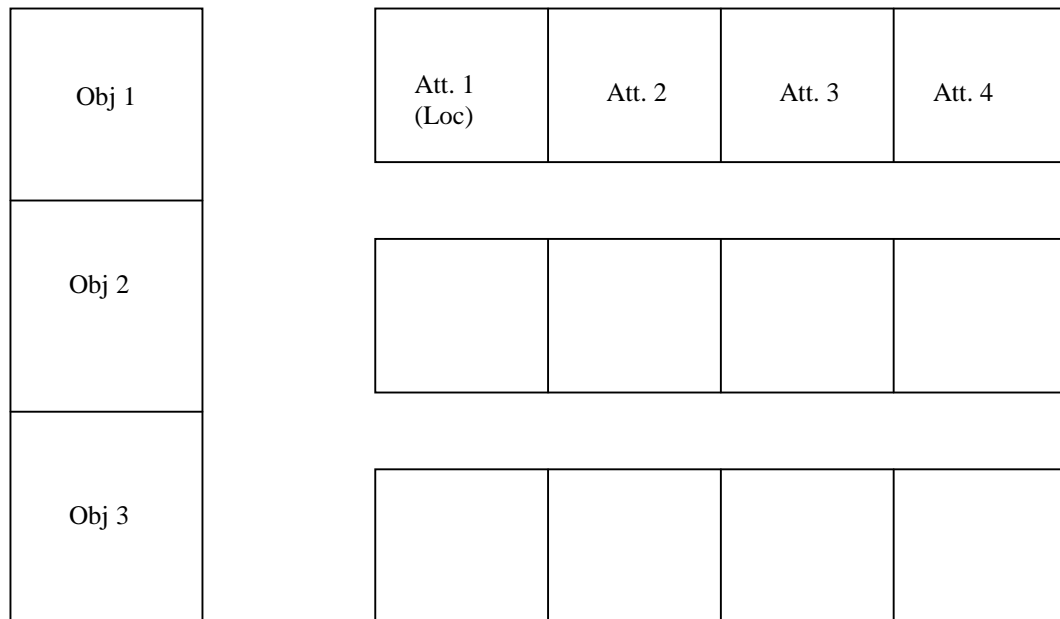 Obj 1
Att. 1
(Loc)
Att. 2
Att. 3
Att. 4
Obj 2
Obj 3